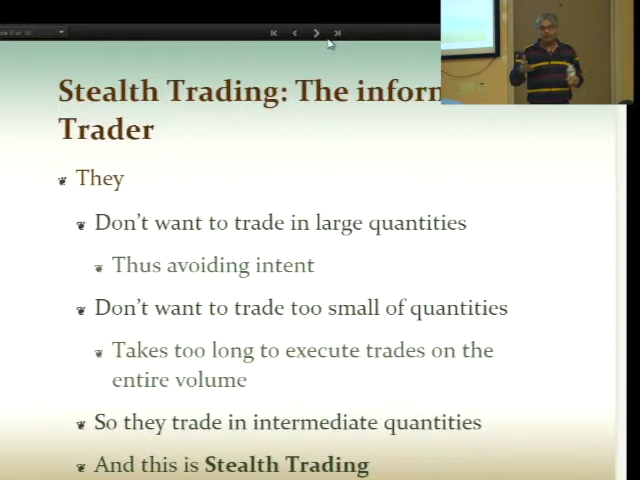 Stealth Trading: The inform
Trader
They
Don't want to trade in large quantities
Thus avoiding intent
Don't want to trade too small of quantities
Takes too long to execute trades on the
entire volume
So they trade in intermediate quantities
And this is Stealth Trading